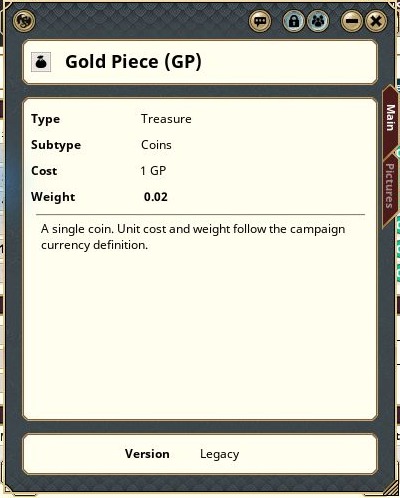 Gold Piece (GP)
Main
Pictures
Type Treasure
Subtype Coins
Cost 1 GP
Weight 0.02
A single coin. Unit cost and weight follow the campaign
currency definition.
Version Legacy